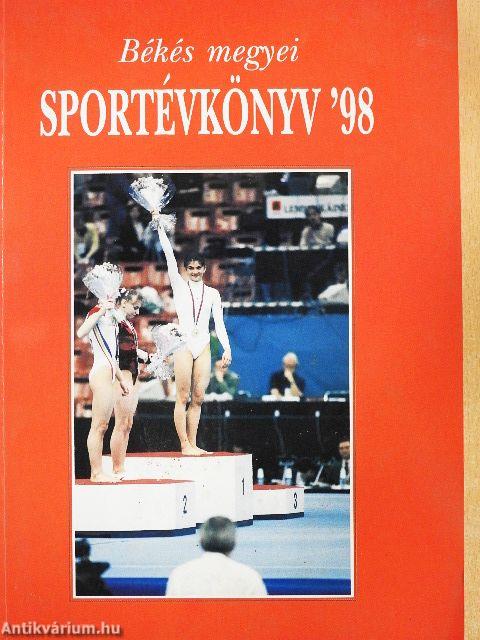 Békés megyei
SPORTÉVKÖNYV '98
2
1
3
Antikvárium.hu